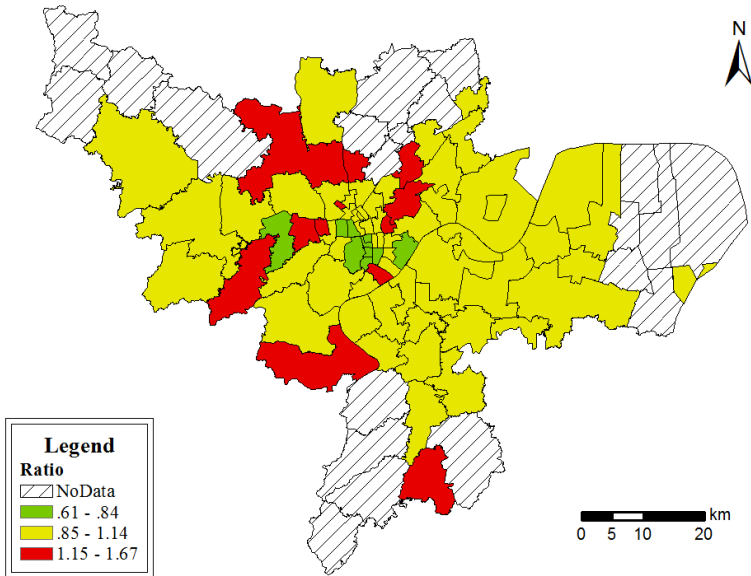 N
Legend
Ratio
NoData
.61 - .84
.85 - 1.14
1.15 - 1.67
km
0 5 10 20